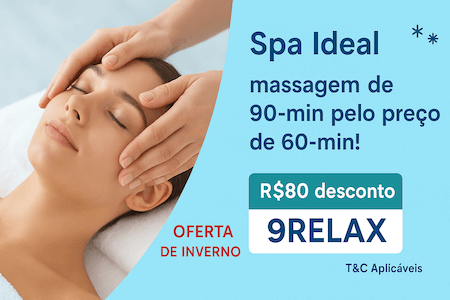 Spa Ideal **
massagem de
90-min pelo preço
de 60-min!
R$80 desconto
9RELAX
OFERTA
DE INVERNO
T&C Aplicáveis